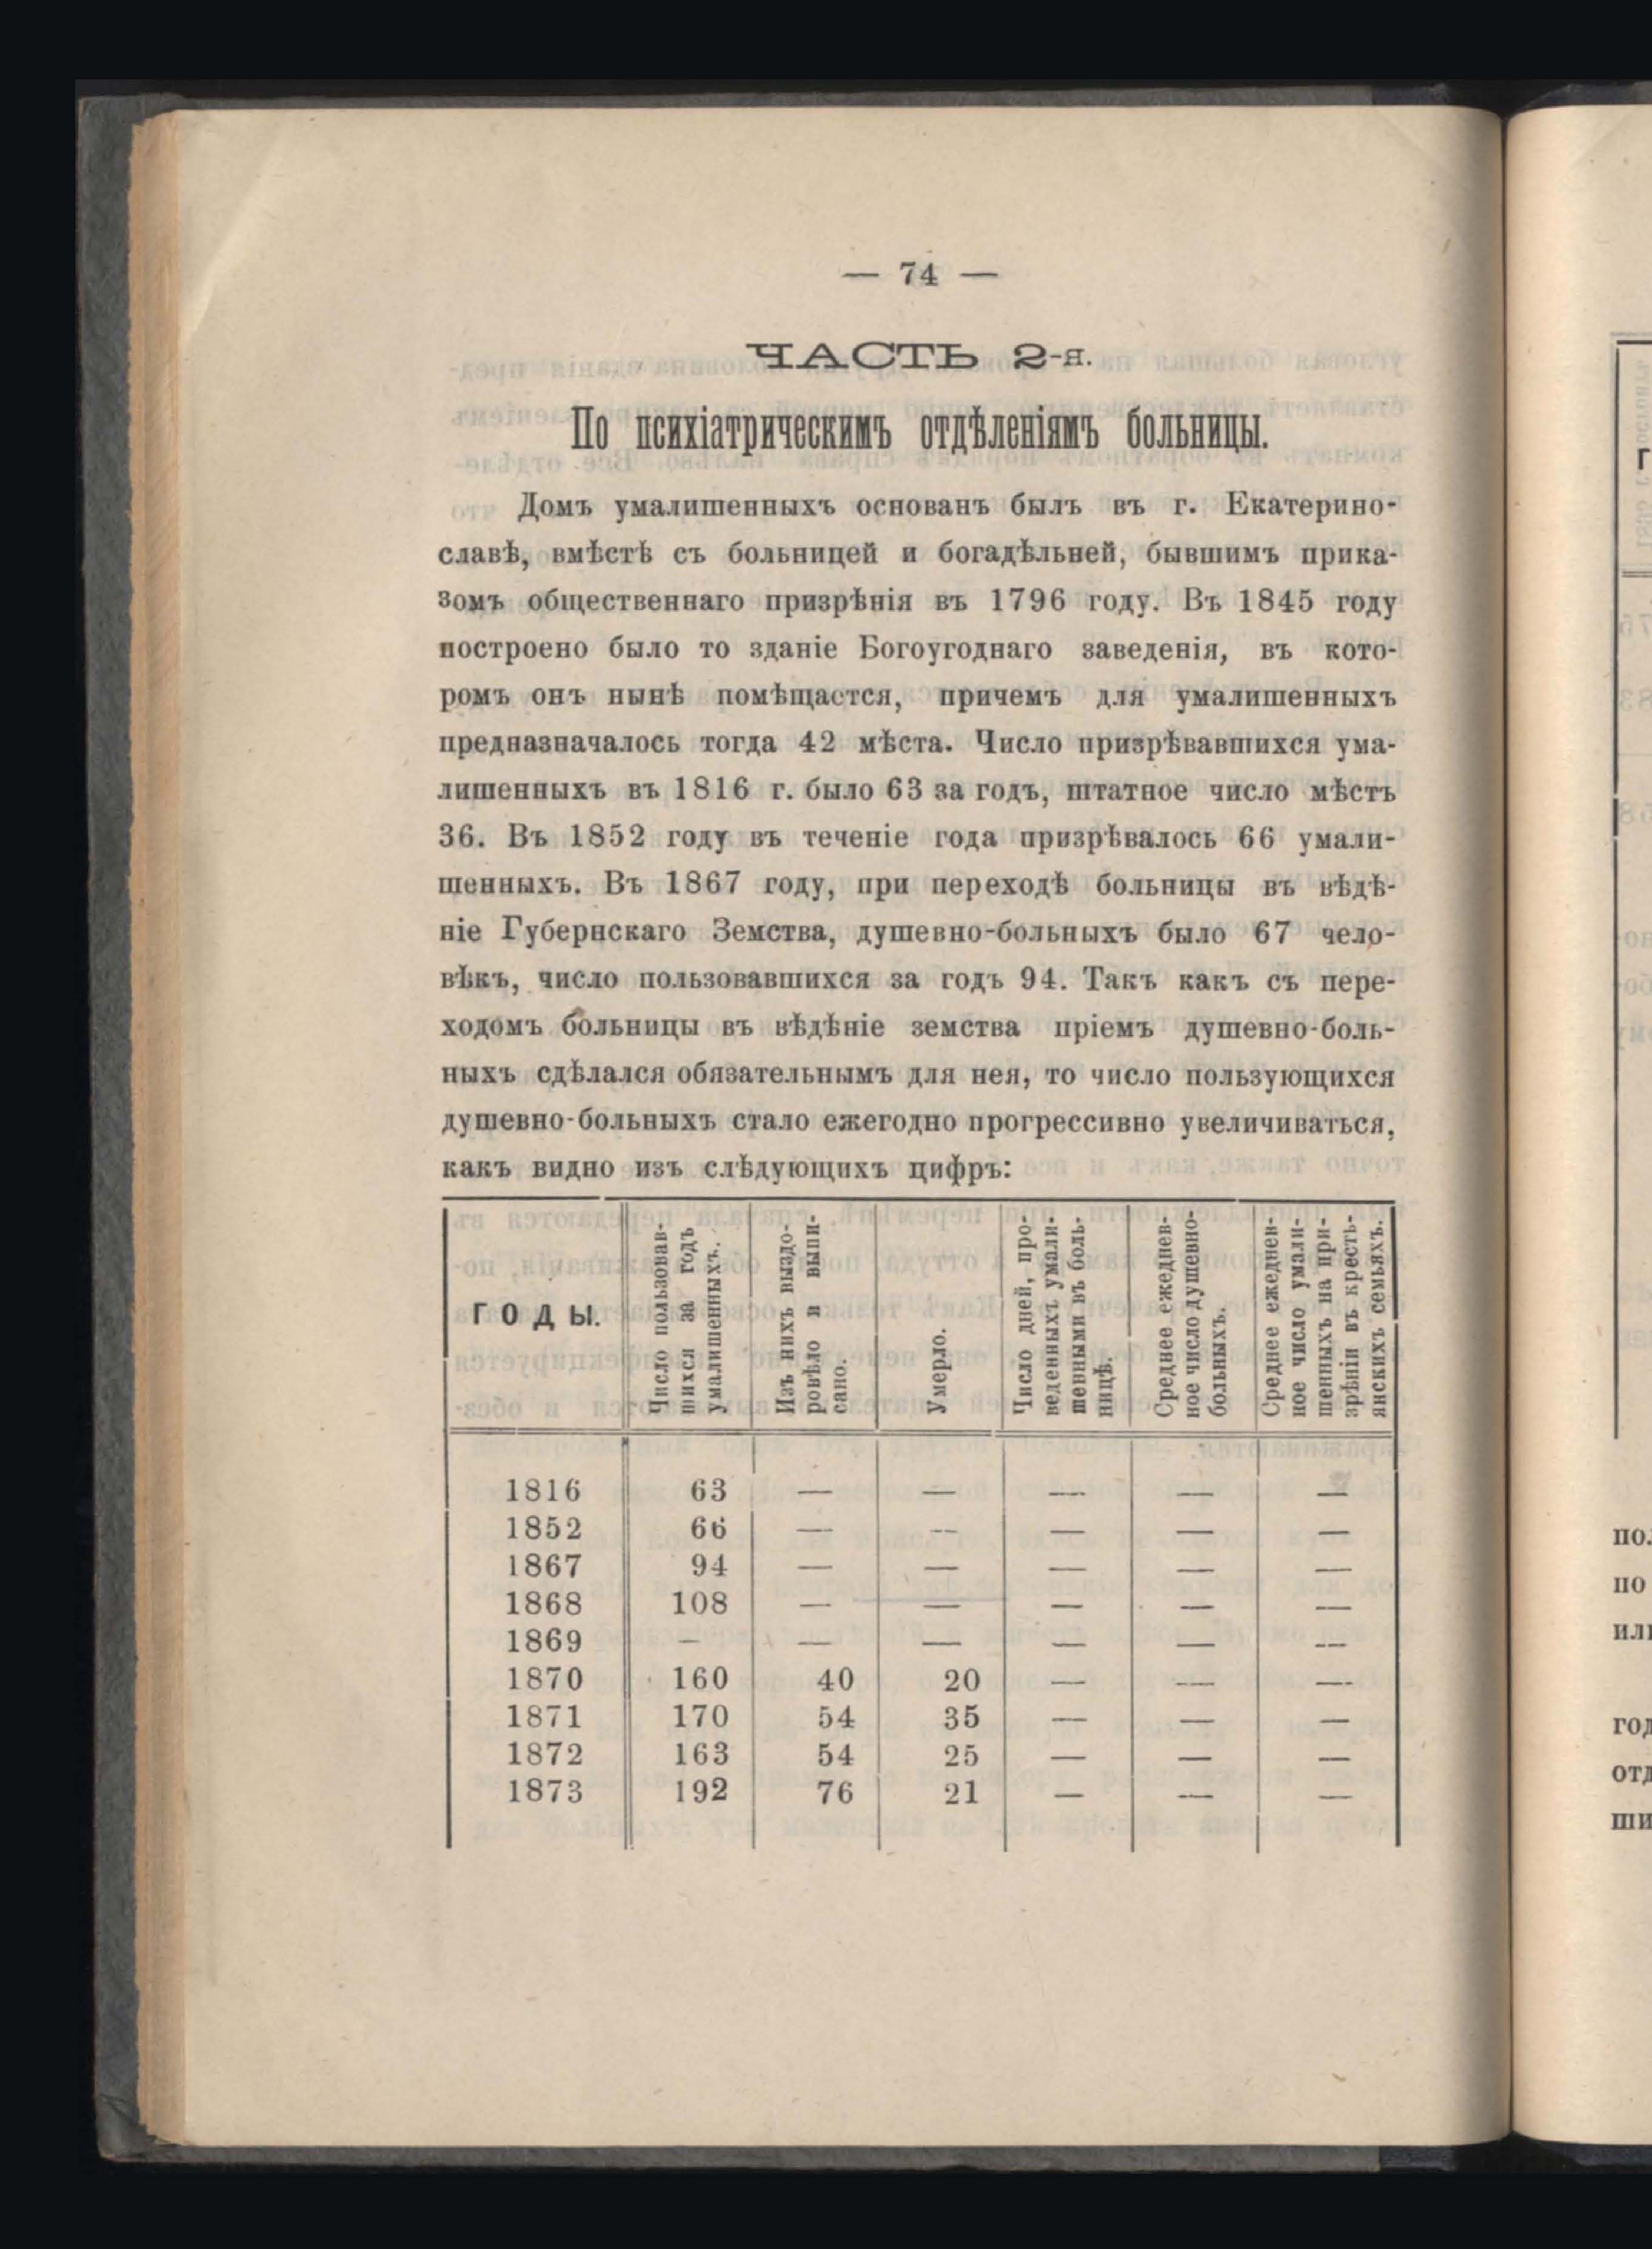 — 74 —
ЧАСТЬ 2-я.
По психіатрическимъ отдѣленіямъ больницы.
Домъ умалишенныхъ основанъ былъ въ г. Екатерино-
славѣ, вмѣстѣ съ больницей и богадѣльней, бывшимъ прика-
зомъ общественнаго призрѣнія въ 1796 году. Въ 1845 году
построено было то зданіе Богоугоднаго заведенія, въ кото-
ромъ онъ нынѣ помѣщается, причемъ для умалишенныхъ
предназначалось тогда 42 мѣста. Число призрѣвавшихся ума-
лишенныхъ въ 1816 г. было 63 за годъ, штатное число мѣстъ
36. Въ 1852 году въ теченіе года призрѣвалось 66 умали-
шенныхъ. Въ 1867 году, при переходѣ больницы въ вѣдѣ-
ніе Губернскаго Земства, душевно-больныхъ было 67 чело-
вѣкъ, число пользовавшихся за годъ 94. Такъ какъ съ пере-
ходомъ больницы въ вѣдѣніе земства пріемъ душевно-боль-
ныхъ сдѣлался обязательнымъ для нея, то число пользующихся
душевно-больныхъ стало ежегодно прогрессивно увеличиваться,
какъ видно изъ слѣдующихъ цифръ:
ГОДЫ.
Число пользовав-
шихся за годъ
умалишенныхъ.
Изъ нихъ выздо-
ровѣло и выпи-
сано.
Умерло.
Число дней, про-
веденныхъ умали-
шенными въ боль-
ницѣ.
Среднее ежеднев-
ное число душевно-
больныхъ.
Среднее ежеднев-
ное число умали-
шенныхъ на при-
зрѣніи въ кресть-
янскихъ семьяхъ.
1816 63 — — — — —
1852 66 — — — — —
1867 94 — — — — —
1868 108 — — — — —
1869 — — — — — —
1870 160 40 20 — — —
1871 170 54 35 — — —
1872 163 54 25 — — —
1873 192 76 21 — — —